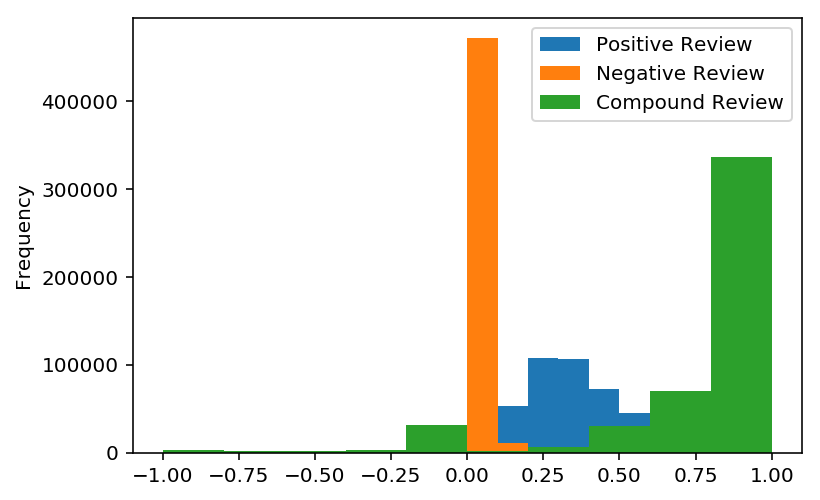 Positive Review
Negative Review
Compound Review
Frequency
400000
300000
200000
100000
0
−1.00 −0.75 −0.50 −0.25 0.00 0.25 0.50 0.75 1.00